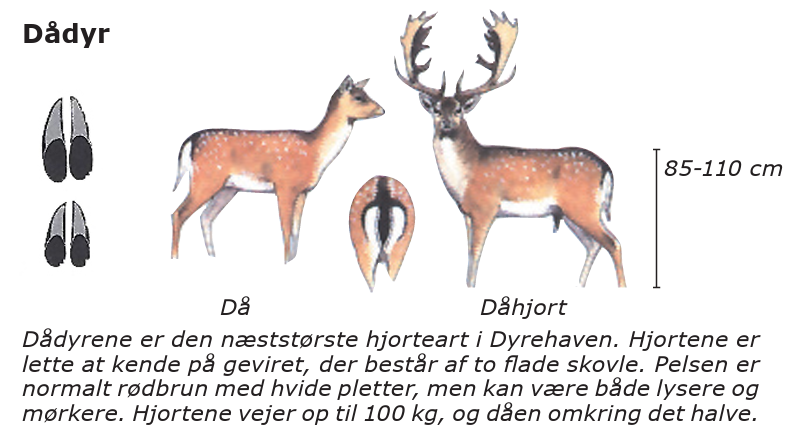 Dådyr
85-110 cm
Då
Dåhjort
Dådyrene er den næststørste hjorteart i Dyrehaven. Hjortene er
lette at kende på geviret, der består af to flade skovle. Pelsen er
normalt rødbrun med hvide pletter, men kan være både lysere og
mørkere. Hjortene vejer op til 100 kg, og dåen omkring det halve.